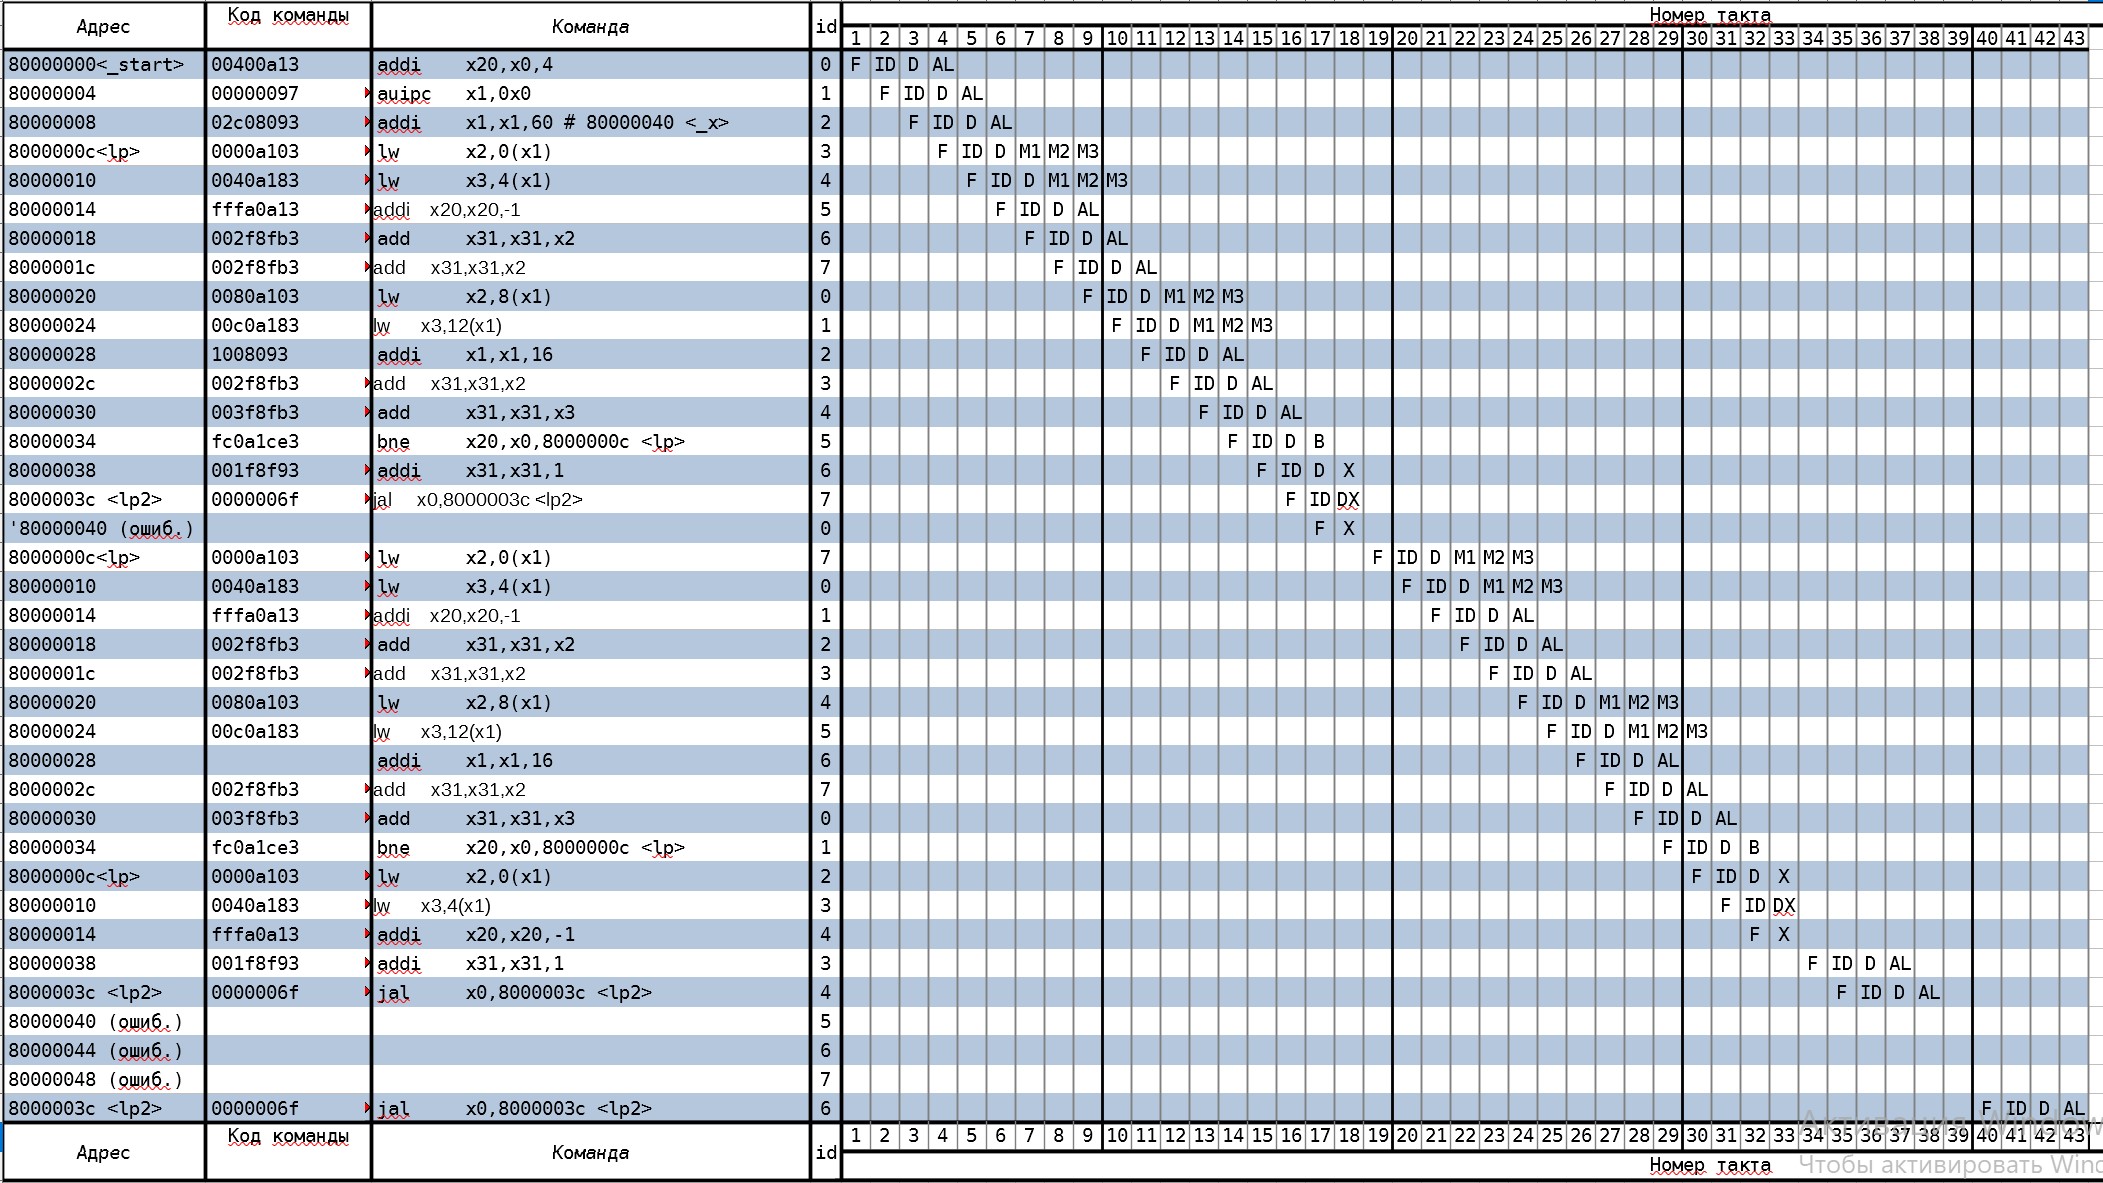 Адрес Код команды Команда id Номер такта
1 2 3 4 5 6 7 8 9 10 11 12 13 14 15 16 17 18 19 20 21 22 23 24 25 26 27 28 29 30 31 32 33 34 35 36 37 38 39 40 41 42 43
80000000<_start> 00400a13 addi x20,x0,4 0 F ID D AL
80000004 00000097 auipc x1,0x0 1 F ID D AL
80000008 02c08093 addi x1,x1,60 # 80000040 <_x> 2 F ID D AL
8000000c<lp> 0000a103 lw x2,0(x1) 3 F ID D M1 M2 M3
80000010 0040a183 lw x3,4(x1) 4 F ID D M1 M2 M3
80000014 fffa0a13 addi x20,x20,-1 5 F ID D AL
80000018 002f8fb3 add x31,x31,x2 6 F ID D AL
8000001c 002f8fb3 add x31,x31,x2 7 F ID D AL
80000020 0080a103 lw x2,8(x1) 0 F ID D M1 M2 M3
80000024 00c0a183 lw x3,12(x1) 1 F ID D M1 M2 M3
80000028 1008093 addi x1,x1,16 2 F ID D AL
8000002c 002f8fb3 add x31,x31,x2 3 F ID D AL
80000030 003f8fb3 add x31,x31,x3 4 F ID D AL
80000034 fc0a1ce3 bne x20,x0,8000000c <lp> 5 F ID D B
80000038 001f8f93 addi x31,x31,1 6 F ID D X
8000003c <lp2> 0000006f jal x0,8000003c <lp2> 7 F ID DX
'80000040 (ошиб.) 0 F X
8000000c<lp> 0000a103 lw x2,0(x1) 7 F ID D M1 M2 M3
80000010 0040a183 lw x3,4(x1) 0 F ID D M1 M2 M3
80000014 fffa0a13 addi x20,x20,-1 1 F ID D AL
80000018 002f8fb3 add x31,x31,x2 2 F ID D AL
8000001c 002f8fb3 add x31,x31,x2 3 F ID D AL
80000020 0080a103 lw x2,8(x1) 4 F ID D M1 M2 M3
80000024 00c0a183 lw x3,12(x1) 5 F ID D M1 M2 M3
80000028 addi x1,x1,16 6 F ID D AL
8000002c 002f8fb3 add x31,x31,x2 7 F ID D AL
80000030 003f8fb3 add x31,x31,x3 0 F ID D AL
80000034 fc0a1ce3 bne x20,x0,8000000c <lp> 1 F ID D B
8000000c<lp> 0000a103 lw x2,0(x1) 2 F ID D X
80000010 0040a183 lw x3,4(x1) 3 F ID DX
80000014 fffa0a13 addi x20,x20,-1 4 F X
80000038 001f8f93 addi x31,x31,1 3 F ID D AL
8000003c <lp2> 0000006f jal x0,8000003c <lp2> 4 F ID D AL
80000040 (ошиб.) 5
80000044 (ошиб.) 6
80000048 (ошиб.) 7
8000003c <lp2> 0000006f jal x0,8000003c <lp2> 6 F ID D AL
Адрес Код команды Команда id 1 2 3 4 5 6 7 8 9 10 11 12 13 14 15 16 17 18 19 20 21 22 23 24 25 26 27 28 29 30 31 32 33 34 35 36 37 38 39 40 41 42 43
Номер такта
Активация Window
Чтобы активировать Wind